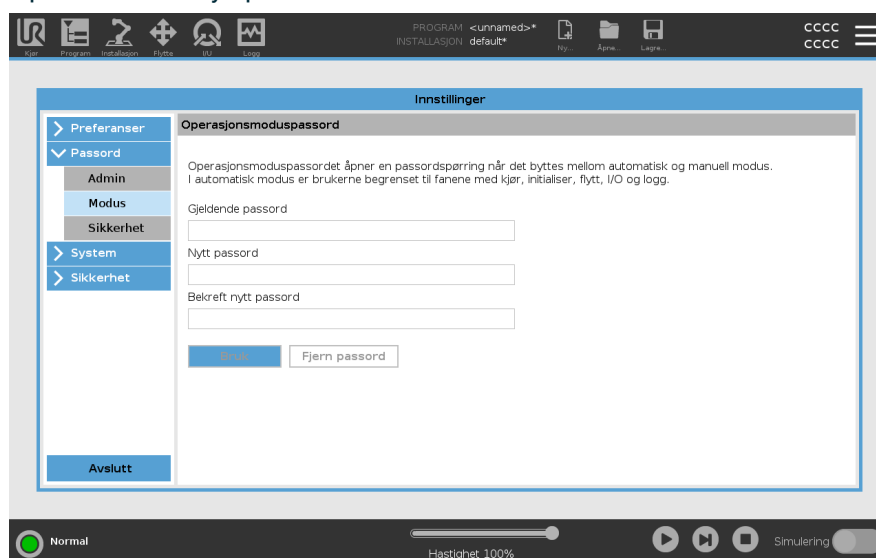 PROGRAM <unnamed>*
INSTALLASJON default*
Kjør Program Installasjon Flytte I/U Logg Ny... Åpne... Lagre...
cccc
cccc
Innstillinger
Preferanser
Passord
Admin
Modus
Sikkerhet
System
Sikkerhet
Avslutt
Operasjonsmoduspassord
Operasjonsmoduspassordet åpner en passordspørring når det byttes mellom automatisk og manuell modus.
I automatisk modus er brukerne begrenset til fanene med kjør, initialiser, flytt, I/O og logg.
Gjeldende passord
Nytt passord
Bekreft nytt passord
Bruk Fjern passord
Normal
Hastighet 100%
Simulering